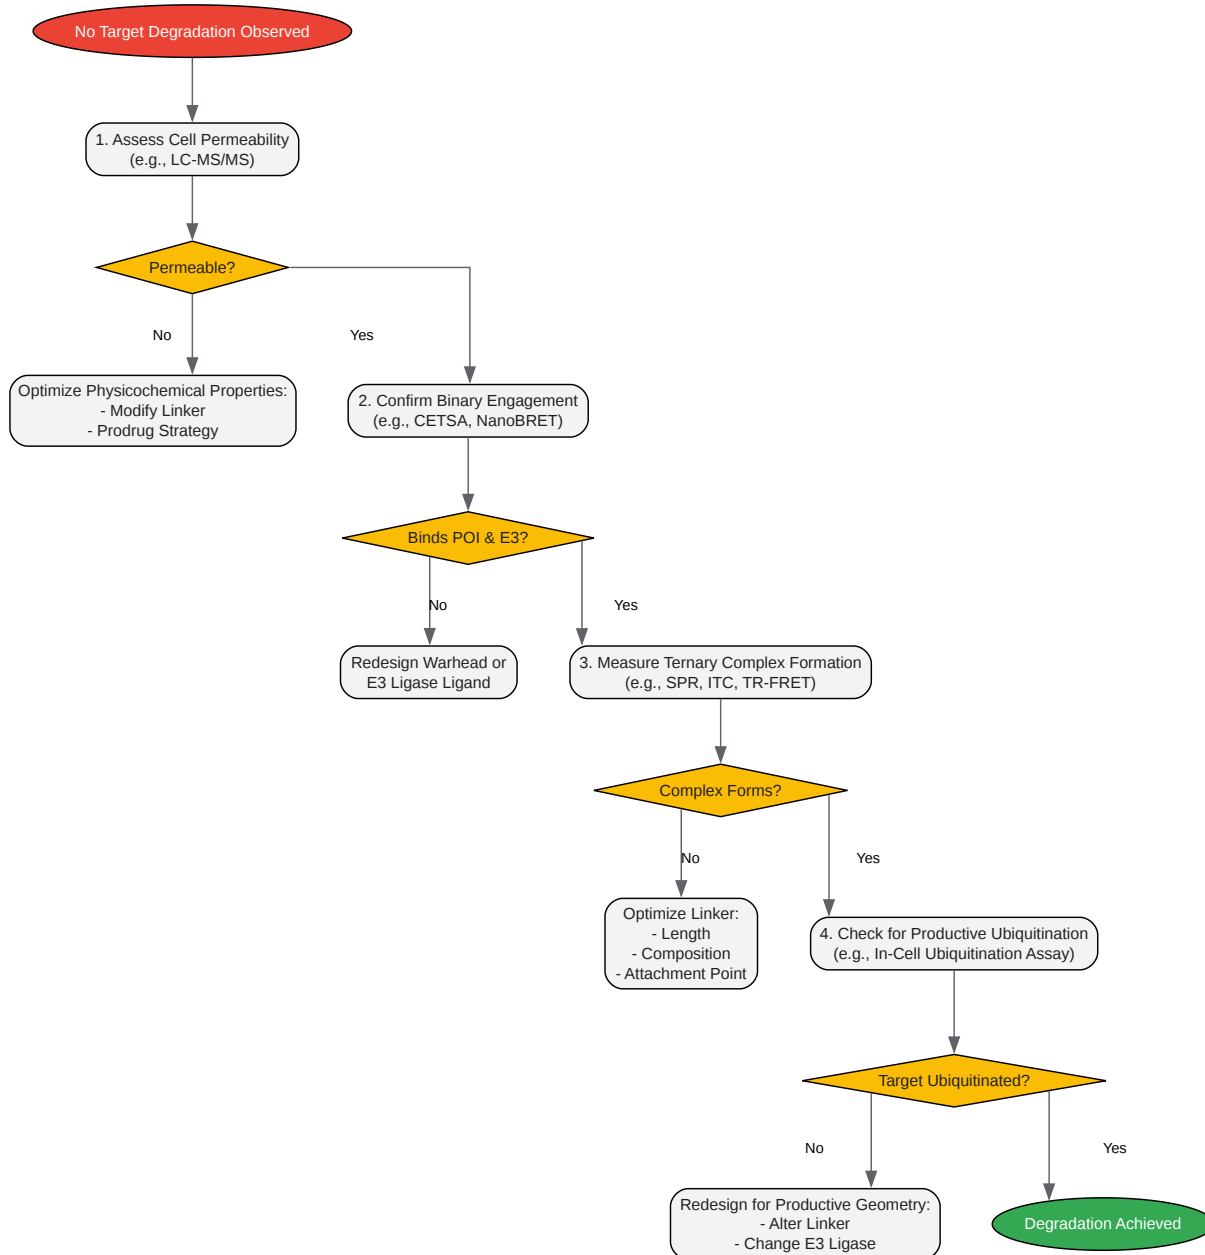 No Target Degradation Observed
1. Assess Cell Permeability
(e.g., LC-MS/MS)
Permeable?
No
Yes
Optimize Physicochemical Properties:
- Modify Linker
- Prodrug Strategy
2. Confirm Binary Engagement
(e.g., CETSA, NanoBRET)
Binds POI & E3?
No
Yes
Redesign Warhead or
E3 Ligase Ligand
3. Measure Ternary Complex Formation
(e.g., SPR, ITC, TR-FRET)
Complex Forms?
No
Yes
Optimize Linker:
- Length
- Composition
- Attachment Point
4. Check for Productive Ubiquitination
(e.g., In-Cell Ubiquitination Assay)
Target Ubiquitinated?
No
Yes
Redesign for Productive Geometry:
- Alter Linker
- Change E3 Ligase
Degradation Achieved